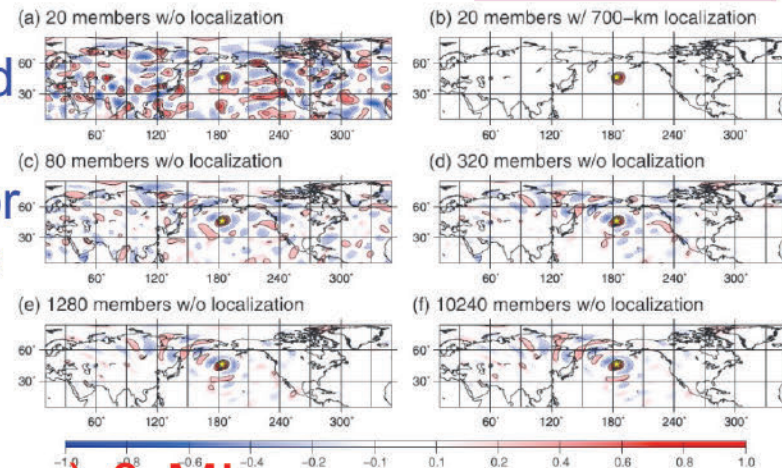 (a) 20 members w/o localization
(b) 20 members w/ 700-km localization
60˚
30˚
60˚ 120˚ 180˚ 240˚ 300˚
60˚
30˚
60˚ 120˚ 180˚ 240˚ 300˚
(c) 80 members w/o localization
(d) 320 members w/o localization
60˚
30˚
60˚ 120˚ 180˚ 240˚ 300˚
60˚
30˚
60˚ 120˚ 180˚ 240˚ 300˚
(e) 1280 members w/o localization
(f) 10240 members w/o localization
60˚
30˚
60˚ 120˚ 180˚ 240˚ 300˚
60˚
30˚
60˚ 120˚ 180˚ 240˚ 300˚
-1.0 -0.8 -0.6 -0.4 -0.2 -0.1 0.1 0.2 0.4 0.6 0.8 1.0